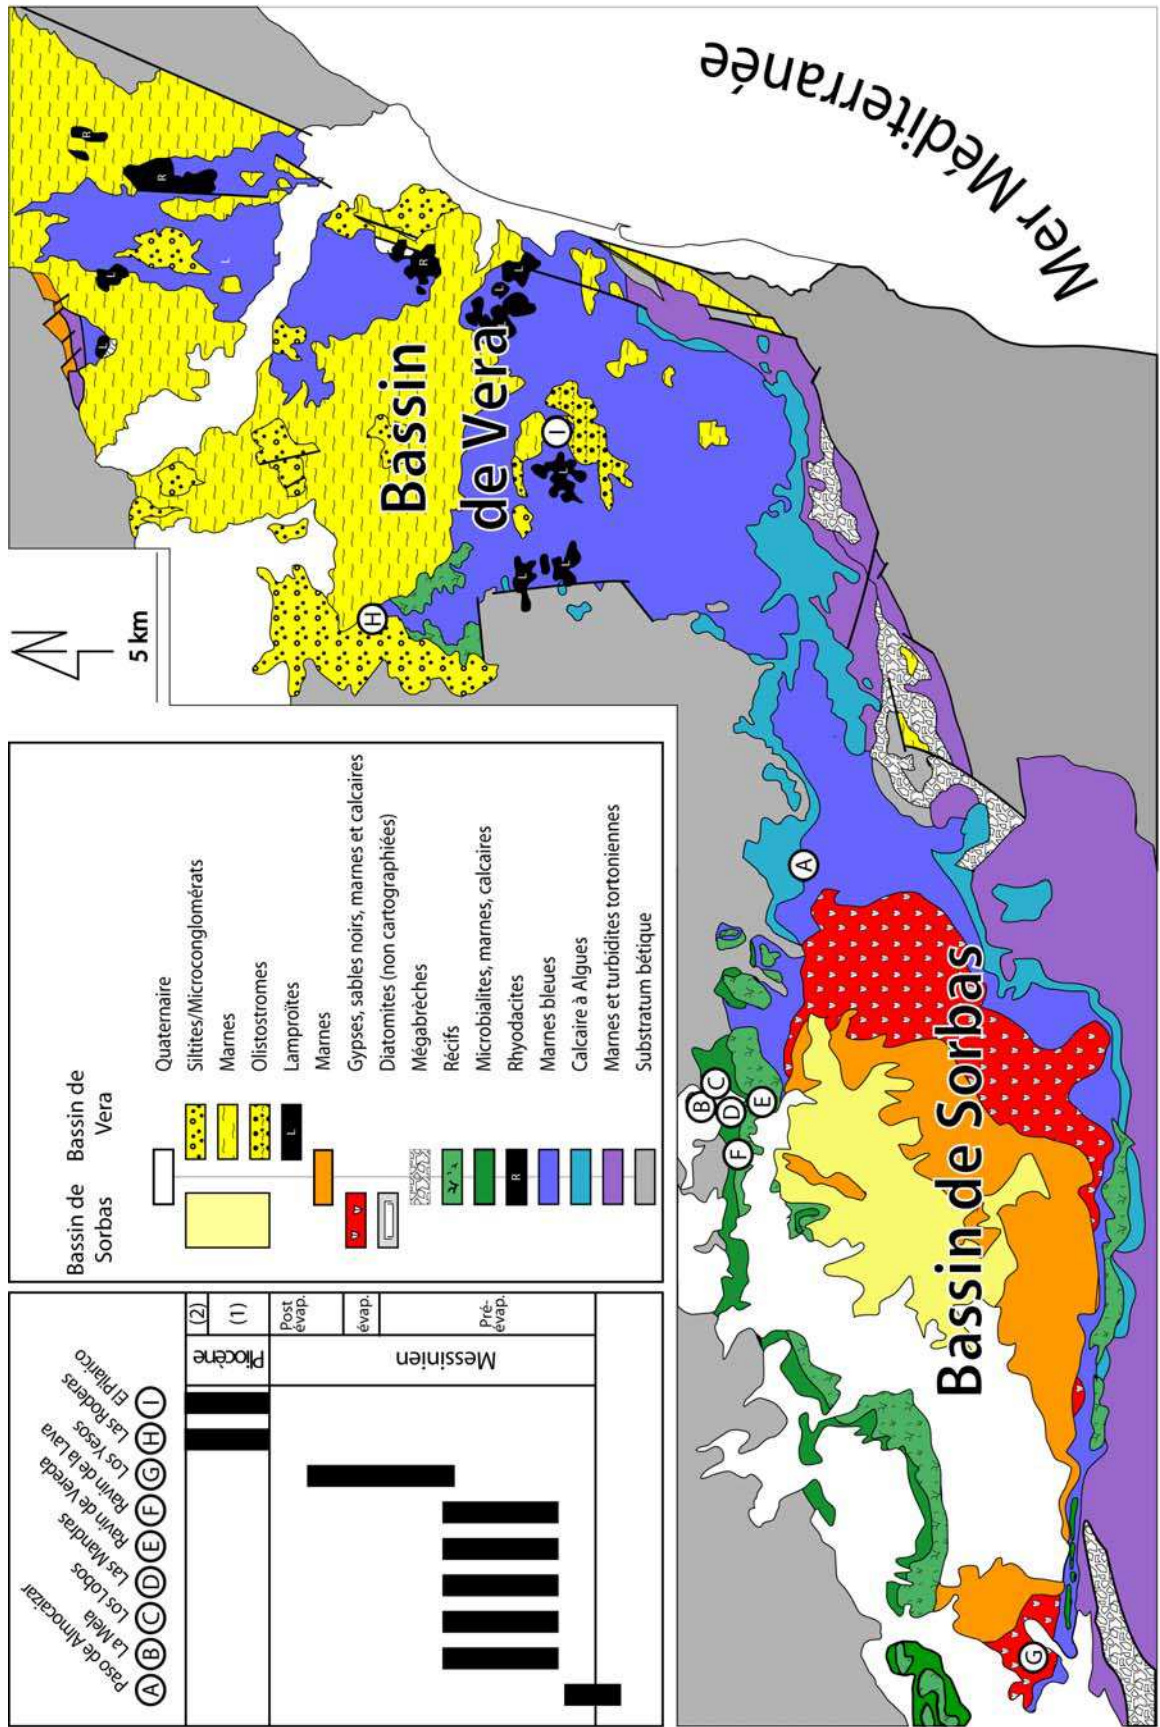 Paso de Almocaizar
La Mela
Los Lobos
Las Mandras
Ravin de Vereda
Ravin de la Lava
Los Yesos
Las Roderas
El Pilarico
A B C D E F G H I
Pliocène
(2)
(1)
Messinien
Post
évap.
évap.
Pré-
évap.
Bassin de
Sorbas
Bassin de
Vera
Quaternaire
Siltites/Microconglomérats
Marnes
Olistostromes
L
Lamproïtes
Marnes
Gypses, sables noirs, marnes et calcaires
Diatomites (non cartographiées)
Mégabrèches
Récifs
Microbialites, marnes, calcaires
R
Rhyodacites
Marnes bleues
Calcaire à Algues
Marnes et turbidites tortoniennes
Substratum bétique
N
5 km
Bassin
de Vera
Bassin de Sorbas
Mer Méditerranée
R
R
L
L
L
R
L
L
L
L
L
H
I
A
B
C
D
E
F
G